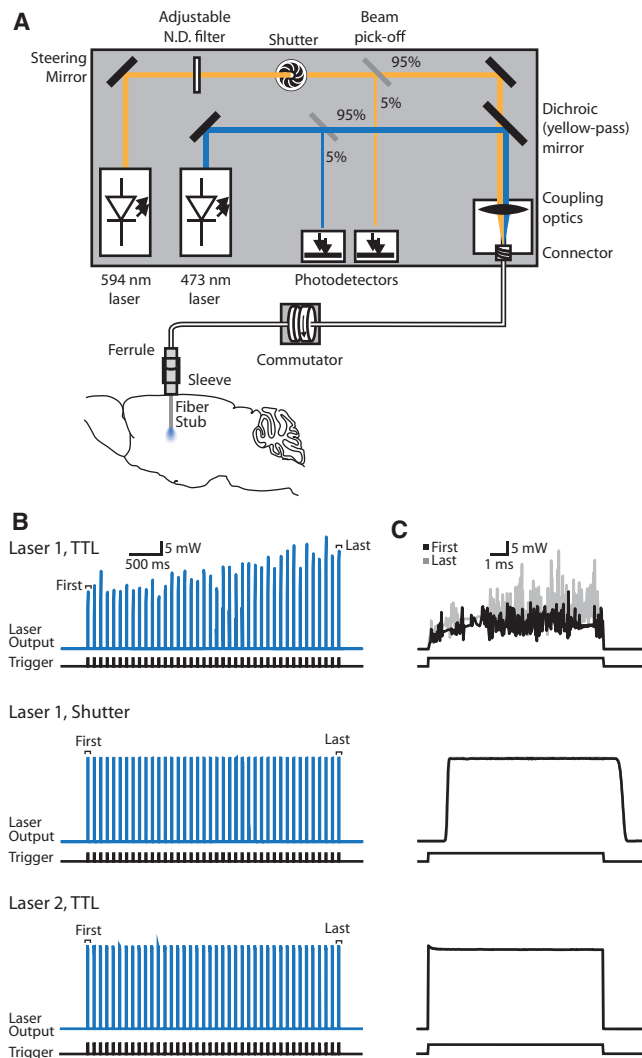 A
Adjustable
N.D. filter
Shutter
Beam
pick-off
Steering
Mirror
95%
5%
95%
5%
Dichroic
(yellow-pass)
mirror
Coupling
optics
Connector
594 nm
laser
473 nm
laser
Photodetectors
Commutator
Ferrule
Sleeve
Fiber
Stub
B
C
Laser 1, TTL
5 mW
500 ms
First
Last
Laser
Output
Trigger
First
Last
5 mW
1 ms
Laser 1, Shutter
First
Last
Laser
Output
Trigger
Laser 2, TTL
First
Last
Laser
Output
Trigger